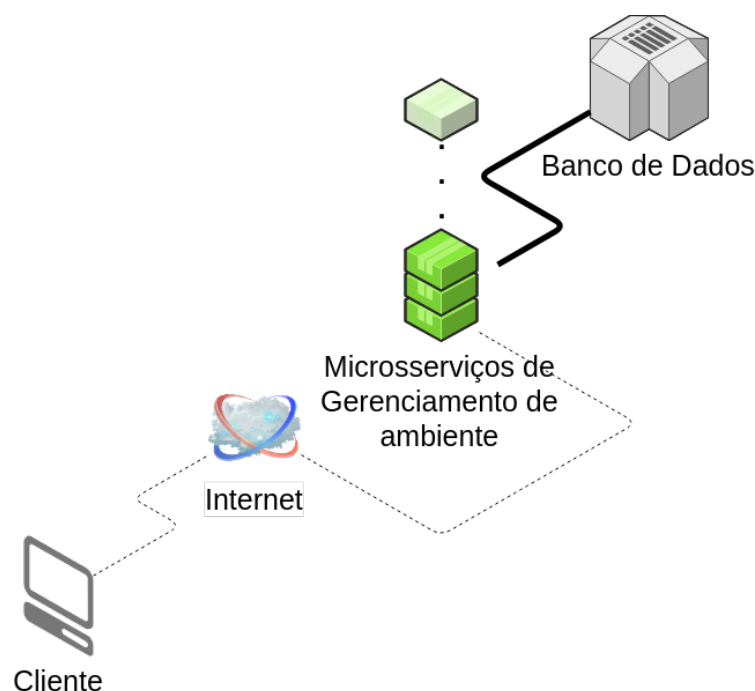 Banco de Dados
Microsserviços de
Gerenciamento de
ambiente
Internet
Cliente